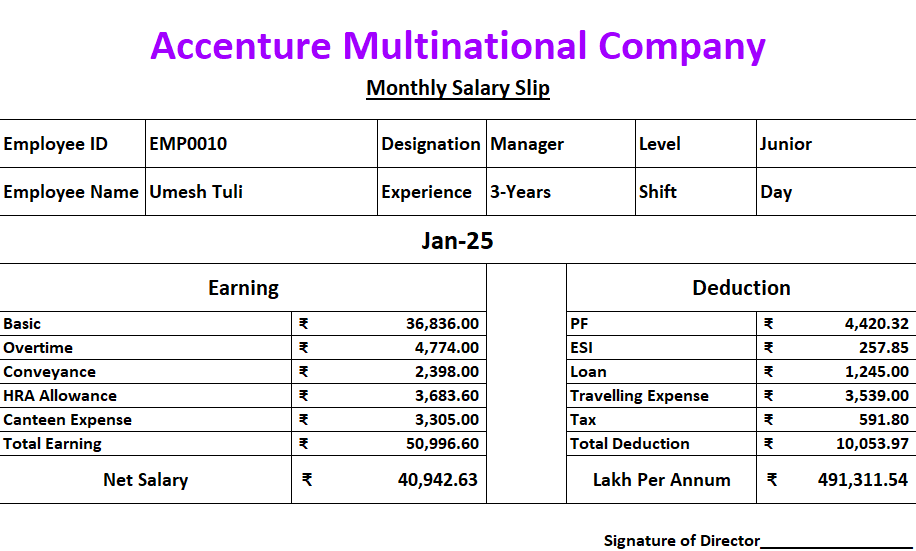 Accenture Multinational Company
Monthly Salary Slip
Employee ID EMP0010 Designation Manager Level Junior
Employee Name Umesh Tuli Experience 3-Years Shift Day
Jan-25
Earning Deduction
Basic ₹ 36,836.00 PF ₹ 4,420.32
Overtime ₹ 4,774.00 ESI ₹ 257.85
Conveyance ₹ 2,398.00 Loan ₹ 1,245.00
HRA Allowance ₹ 3,683.60 Travelling Expense ₹ 3,539.00
Canteen Expense ₹ 3,305.00 Tax ₹ 591.80
Total Earning ₹ 50,996.60 Total Deduction ₹ 10,053.97
Net Salary ₹ 40,942.63 Lakh Per Annum ₹ 491,311.54
Signature of Director_________________